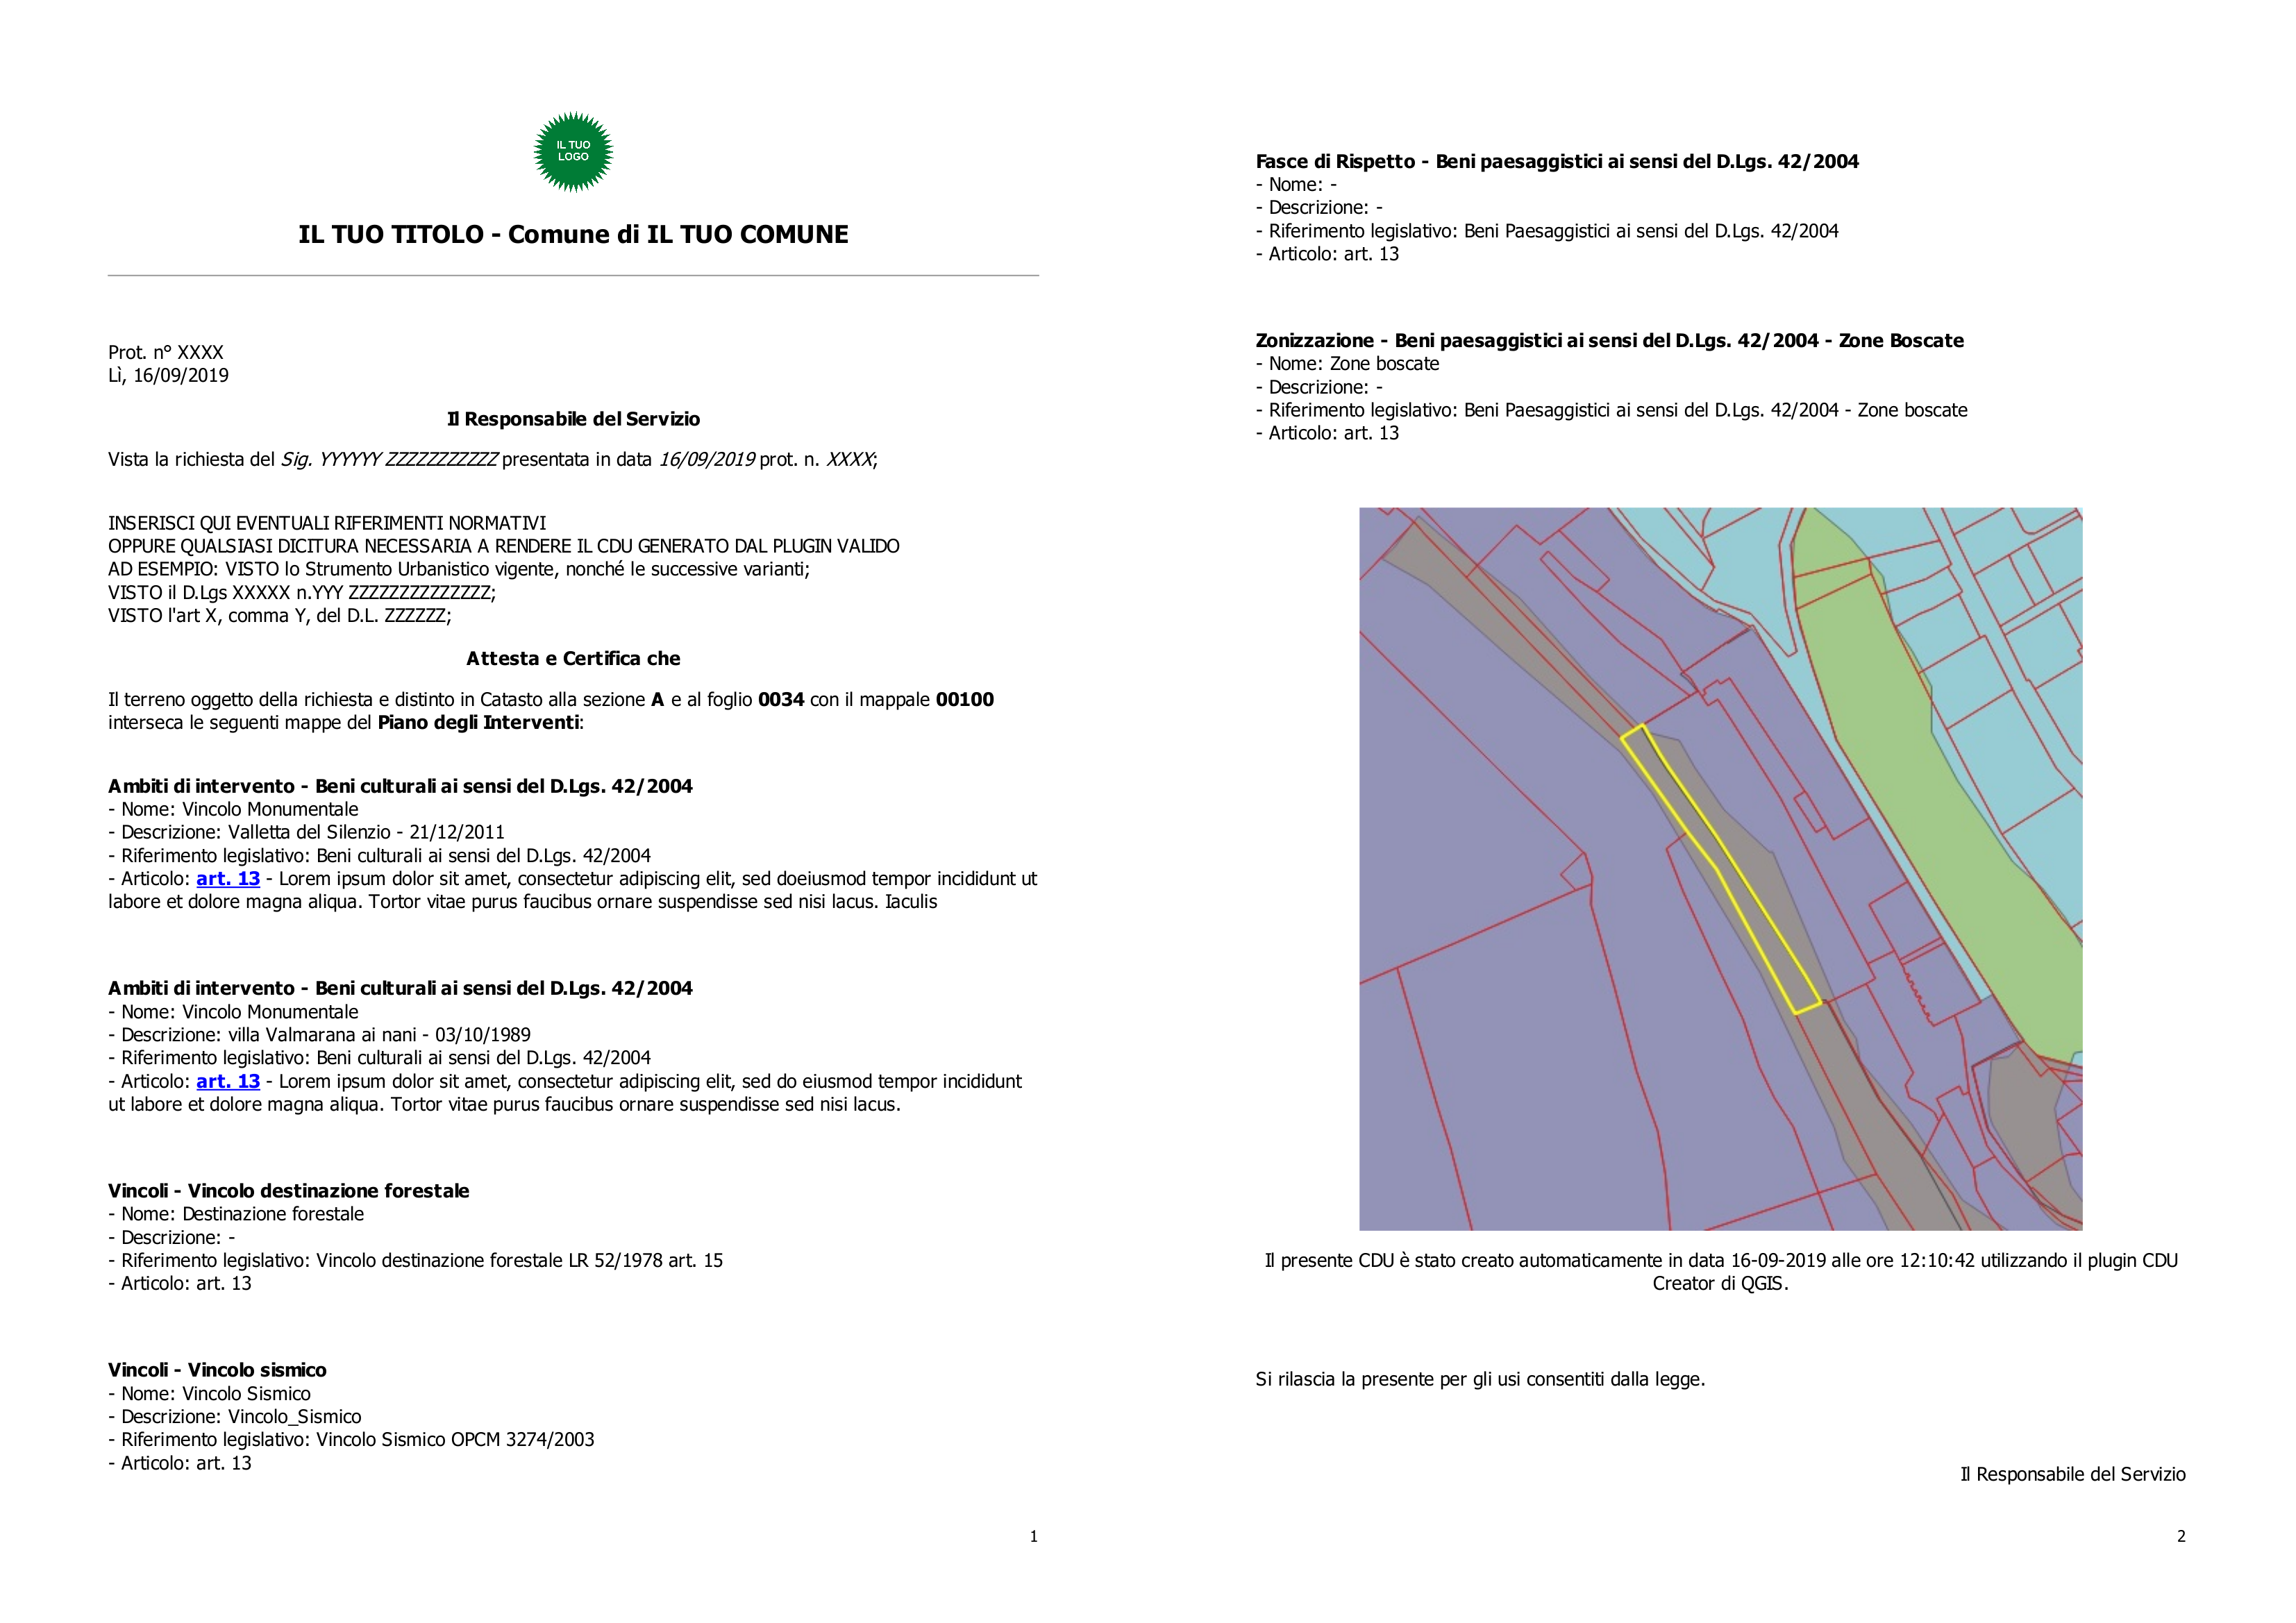 IL TUO
LOGO
IL TUO TITOLO - Comune di IL TUO COMUNE
Prot. n° XXXX
Lì, 16/09/2019
Il Responsabile del Servizio
Vista la richiesta del Sig. YYYYYY ZZZZZZZZZZZ presentata in data 16/09/2019 prot. n. XXXX;
INSERISCI QUI EVENTUALI RIFERIMENTI NORMATIVI
OPPURE QUALSIASI DICITURA NECESSARIA A RENDERE IL CDU GENERATO DAL PLUGIN VALIDO
AD ESEMPIO: VISTO lo Strumento Urbanistico vigente, nonché le successive varianti;
VISTO il D.Lgs XXXXX n.YYY ZZZZZZZZZZZZZZ;
VISTO l'art X, comma Y, del D.L. ZZZZZZ;
Attesta e Certifica che
Il terreno oggetto della richiesta e distinto in Catasto alla sezione A e al foglio 0034 con il mappale 00100
interseca le seguenti mappe del Piano degli Interventi:
Ambiti di intervento - Beni culturali ai sensi del D.Lgs. 42/2004
- Nome: Vincolo Monumentale
- Descrizione: Valletta del Silenzio - 21/12/2011
- Riferimento legislativo: Beni culturali ai sensi del D.Lgs. 42/2004
- Articolo: art. 13 - Lorem ipsum dolor sit amet, consectetur adipiscing elit, sed doeiusmod tempor incididunt ut
labore et dolore magna aliqua. Tortor vitae purus faucibus ornare suspendisse sed nisi lacus. Iaculis
Ambiti di intervento - Beni culturali ai sensi del D.Lgs. 42/2004
- Nome: Vincolo Monumentale
- Descrizione: villa Valmarana ai nani - 03/10/1989
- Riferimento legislativo: Beni culturali ai sensi del D.Lgs. 42/2004
- Articolo: art. 13 - Lorem ipsum dolor sit amet, consectetur adipiscing elit, sed do eiusmod tempor incididunt
ut labore et dolore magna aliqua. Tortor vitae purus faucibus ornare suspendisse sed nisi lacus.
Vincoli - Vincolo destinazione forestale
- Nome: Destinazione forestale
- Descrizione: -
- Riferimento legislativo: Vincolo destinazione forestale LR 52/1978 art. 15
- Articolo: art. 13
Vincoli - Vincolo sismico
- Nome: Vincolo Sismico
- Descrizione: Vincolo_Sismico
- Riferimento legislativo: Vincolo Sismico OPCM 3274/2003
- Articolo: art. 13
1
Fasce di Rispetto - Beni paesaggistici ai sensi del D.Lgs. 42/2004
- Nome: -
- Descrizione: -
- Riferimento legislativo: Beni Paesaggistici ai sensi del D.Lgs. 42/2004
- Articolo: art. 13
Zonizzazione - Beni paesaggistici ai sensi del D.Lgs. 42/2004 - Zone Boscate
- Nome: Zone boscate
- Descrizione: -
- Riferimento legislativo: Beni Paesaggistici ai sensi del D.Lgs. 42/2004 - Zone boscate
- Articolo: art. 13
Il presente CDU è stato creato automaticamente in data 16-09-2019 alle ore 12:10:42 utilizzando il plugin CDU
Creator di QGIS.
Si rilascia la presente per gli usi consentiti dalla legge.
Il Responsabile del Servizio
2